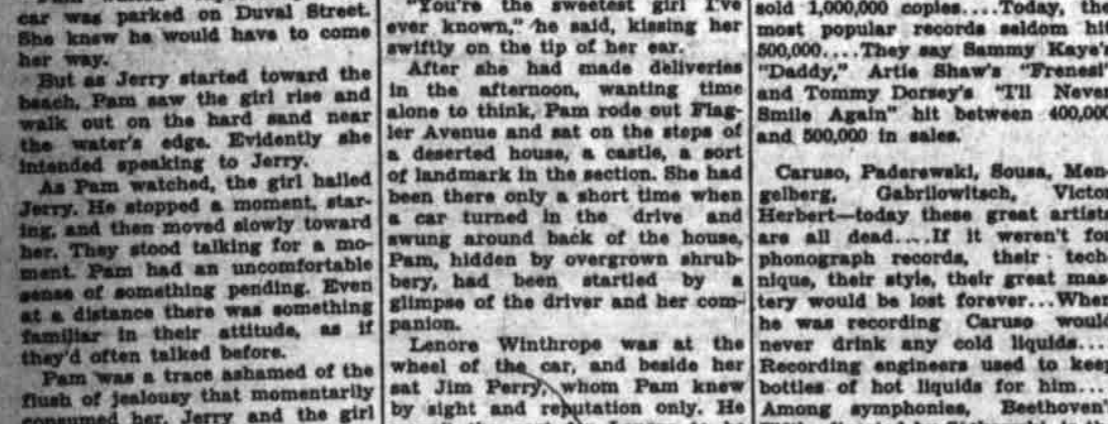 car was parked on Duval Street.
She knew he would have to come
her way.
But as Jerry started toward the
beach, Pam saw the girl rise and
walk out on the hard sand near
the water's edge. Evidently she
intended speaking to Jerry.
As Pam watched, the girl hailed
Jerry. He stopped a moment, star-
ing, and then moved slowly toward
her. They stood talking for a mo-
ment. Pam had an uncomfortable
sense of something pending. Even
at a distance there was something
familiar in their attitude, as if
they'd often talked before.
Pam was a trace ashamed of the
flush of jealousy that momentarily
consumed her. Jerry and the girl
"You're the sweetest girl I've
ever known," he said, kissing her
swiftly on the tip of her ear.
After she had made deliveries
in the afternoon, wanting time
alone to think, Pam rode out Flag-
ler Avenue and sat on the steps of
a deserted house, a castle, a sort
of landmark in the section. She had
been there only a short time when
a car turned in the drive and
swung around back of the house,
Pam, hidden by overgrown shrub-
bery, had been startled by a
glimpse of the driver and her com-
panion.
Lenore Winthrope was at the
wheel of the car, and beside her
sat Jim Perry, whom Pam knew
by sight and reputation only. He
sold 1,000,000 copies....Today, the
most popular records seldom hit
500,000....They say Sammy Kaye's
"Daddy," Artie Shaw's "Frenesi"
and Tommy Dorsey's "I'll Never
Smile Again" hit between 400,000
and 500,000 in sales.
Caruso, Paderewski, Sousa, Men-
gelberg, Gabrilowitsch, Victor
Herbert—today these great artists
are all dead....If it weren't for
phonograph records, their tech-
nique, their style, their great mas-
tery would be lost forever...When
he was recording Caruso would
never drink any cold liquids...
Recording engineers used to keep
bottles of hot liquids for him...
Among symphonies, Beethoven's